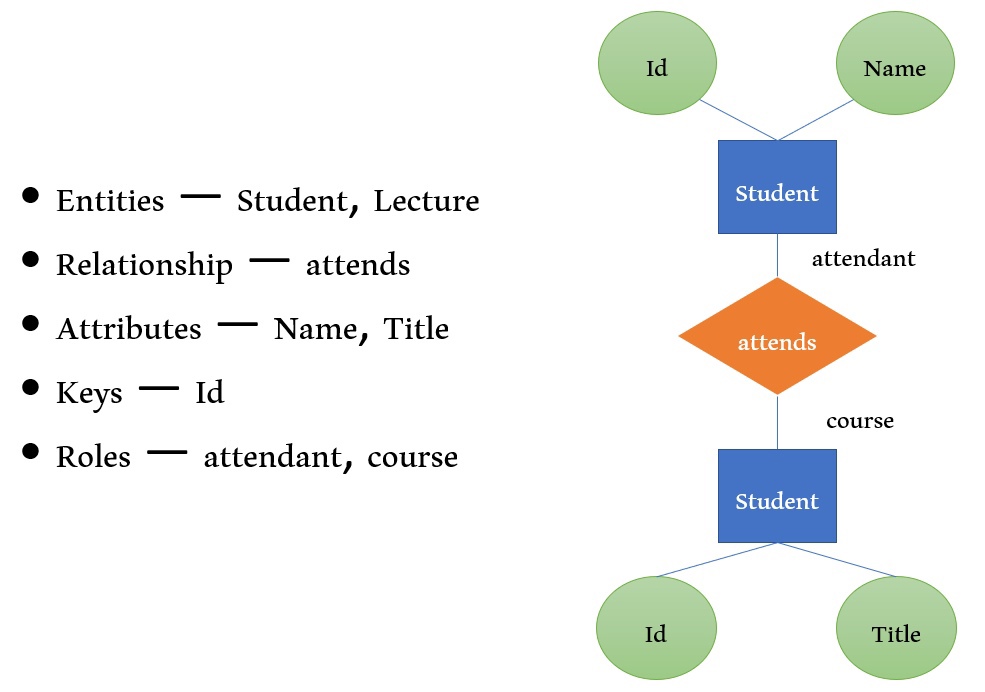 • Entities — Student, Lecture
• Relationship — attends
• Attributes — Name, Title
• Keys — Id
• Roles — attendant, course
Id
Name
Student
attendant
attends
course
Student
Id
Title